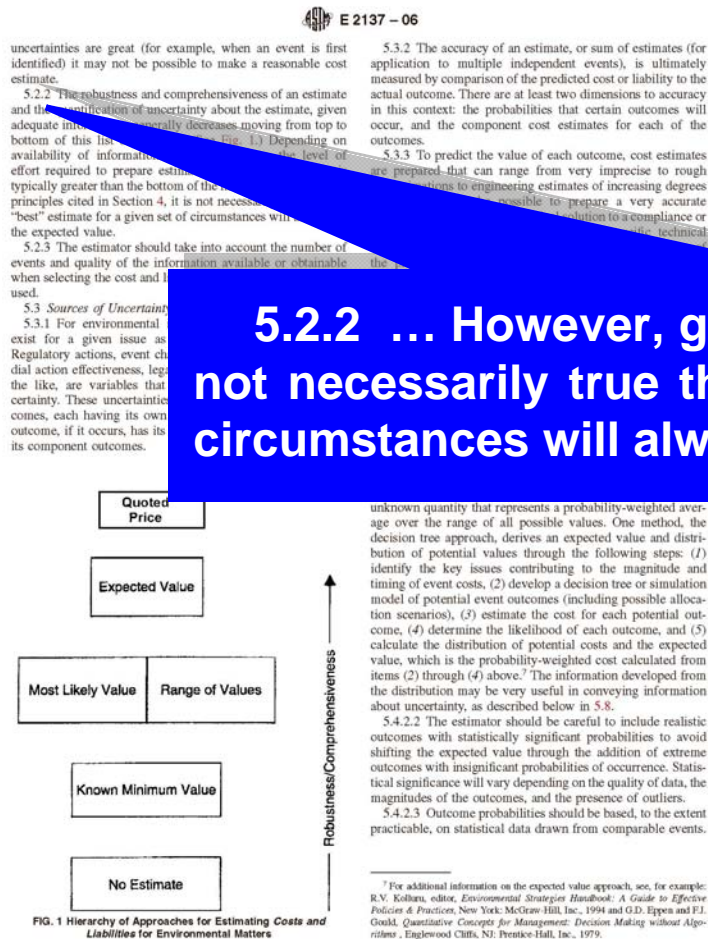 ASTM E 2137 – 06
uncertainties are great (for example, when an event is first
identified) it may not be possible to make a reasonable cost
estimate.
5.2.2 The robustness and comprehensiveness of an estimate
and the quantification of uncertainty about the estimate, given
adequate generally decreases moving from top to
bottom of this list Fig. 1.) Depending on
availability of the level of
effort required to prepare
typically greater than the bottom of the
principles cited in Section 4, it is not
"best" estimate for a given set of circumstances
the expected value.
5.2.3 The estimator should take into account the number of
events and quality of the information available or obtainable
when selecting the cost and
used.
5.3 Sources of Uncertainty
5.3.1 For environmental
exist for a given issue as
Regulatory actions, event
dial action effectiveness,
the like, are variables that
certainty. These
comes, each having its own
outcome, if it occurs, has its
its component outcomes.
Quoted
Price
Expected Value
Most Likely Value
Range of Values
Known Minimum Value
No Estimate
Robustness/Comprehensiveness
FIG. 1 Hierarchy of Approaches for Estimating Costs and
Liabilities for Environmental Matters
5.3.2 The accuracy of an estimate, or sum of estimates (for
application to multiple independent events), is ultimately
measured by comparison of the predicted cost or liability to the
actual outcome. There are at least two dimensions to accuracy
in this context: the probabilities that certain outcomes will
occur, and the component cost estimates for each of the
outcomes.
5.3.3 To predict the value of each outcome, cost estimates
are prepared that can range from very imprecise to rough
to engineering estimates of increasing degrees
possible to prepare a very accurate
solution to a compliance or
technical
5.2.2 … However, g
not necessarily true th
circumstances will alw
unknown quantity that represents a probability-weighted aver-
age over the range of all possible values. One method, the
decision tree approach, derives an expected value and distri-
bution of potential values through the following steps: (1)
identify the key issues contributing to the magnitude and
timing of event costs, (2) develop a decision tree or simulation
model of potential event outcomes (including possible alloca-
tion scenarios), (3) estimate the cost for each potential out-
come, (4) determine the likelihood of each outcome, and (5)
calculate the distribution of potential costs and the expected
value, which is the probability-weighted cost calculated from
items (2) through (4) above.7 The information developed from
the distribution may be very useful in conveying information
about uncertainty, as described below in 5.8.
5.4.2.2 The estimator should be careful to include realistic
outcomes with statistically significant probabilities to avoid
shifting the expected value through the addition of extreme
outcomes with insignificant probabilities of occurrence. Statis-
tical significance will vary depending on the quality of data, the
magnitudes of the outcomes, and the presence of outliers.
5.4.2.3 Outcome probabilities should be based, to the extent
practicable, on statistical data drawn from comparable events.
7 For additional information on the expected value approach, see, for example:
R.V. Kolluru, editor, Environmental Strategies Handbook: A Guide to Effective
Policies & Practices, New York: McGraw-Hill, Inc., 1994 and G.D. Eppen and F.J.
Gould, Quantitative Concepts for Management: Decision Making without Algo-
rithms , Englewood Cliffs, NJ: Prentice-Hall, Inc., 1979.